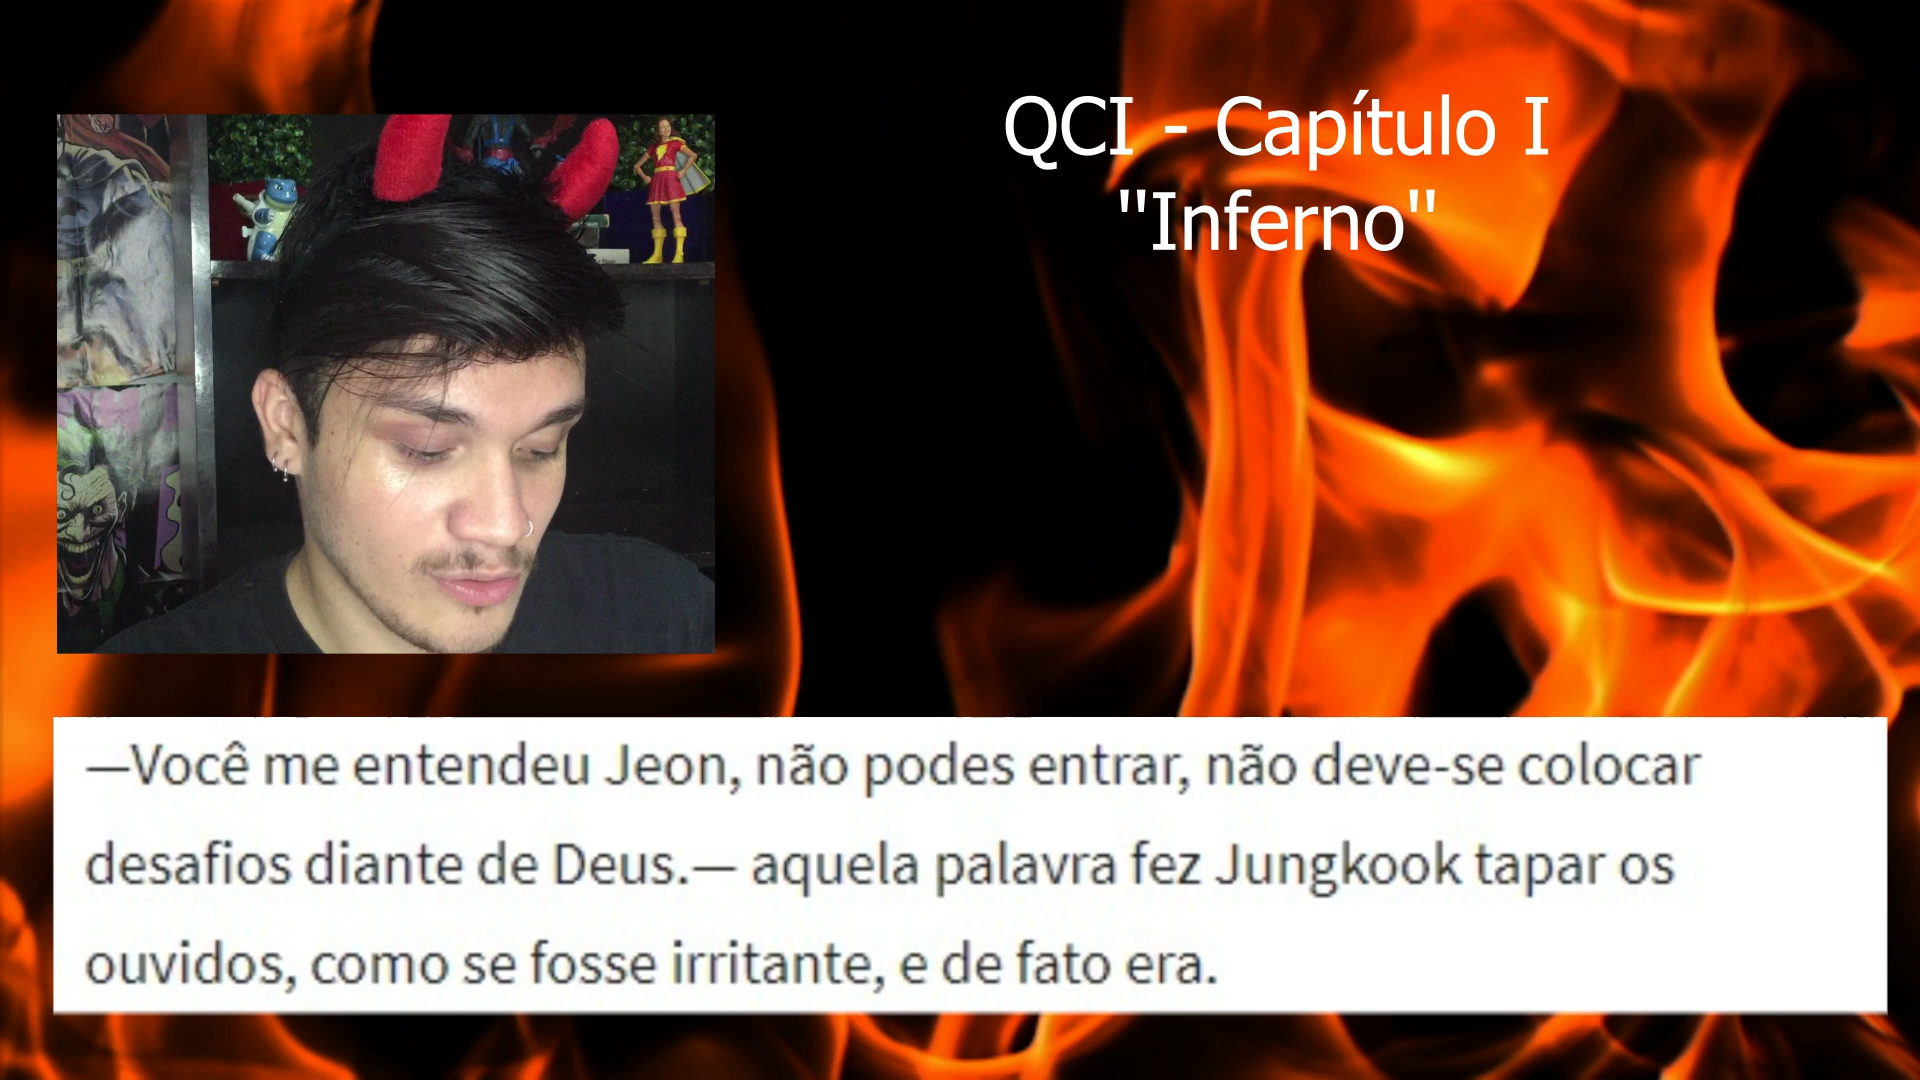 QCI - Capítulo I
"Inferno"
—Você me entendeu Jeon, não podes entrar, não deve-se colocar
desafios diante de Deus.— aquela palavra fez Jungkook tapar os
ouvidos, como se fosse irritante, e de fato era.